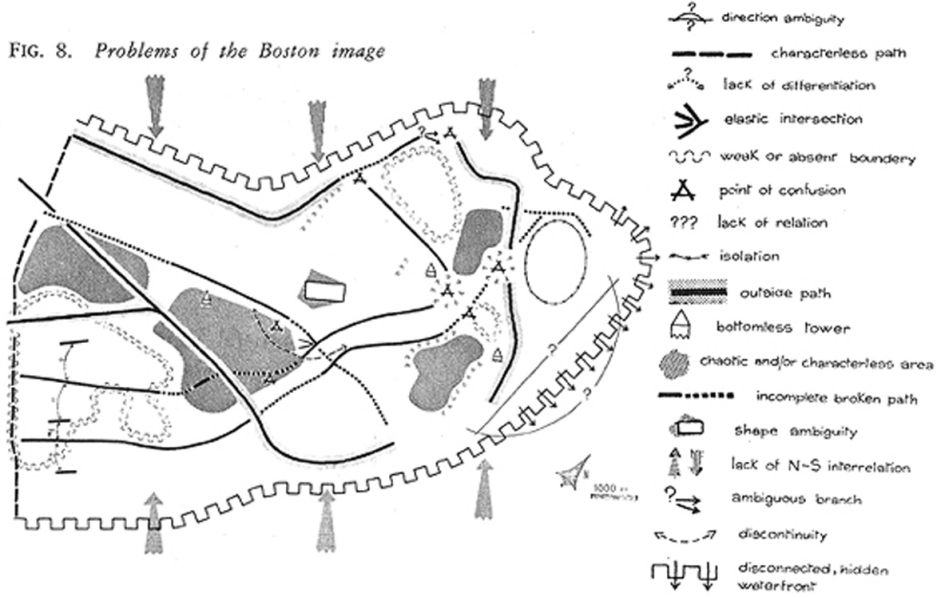 FIG. 8. Problems of the Boston image
?
?
direction ambiguity
characterless path
?
lack of differentiation
elastic intersection
weak or absent boundary
point of confusion
??? lack of relation
isolation
outside path
bottomless tower
chaotic and/or characterless area
incomplete broken path
shape ambiguity
lack of N-S interrelation
?
ambiguous branch
discontinuity
disconnected, hidden
waterfront
?
?
?
N
1000